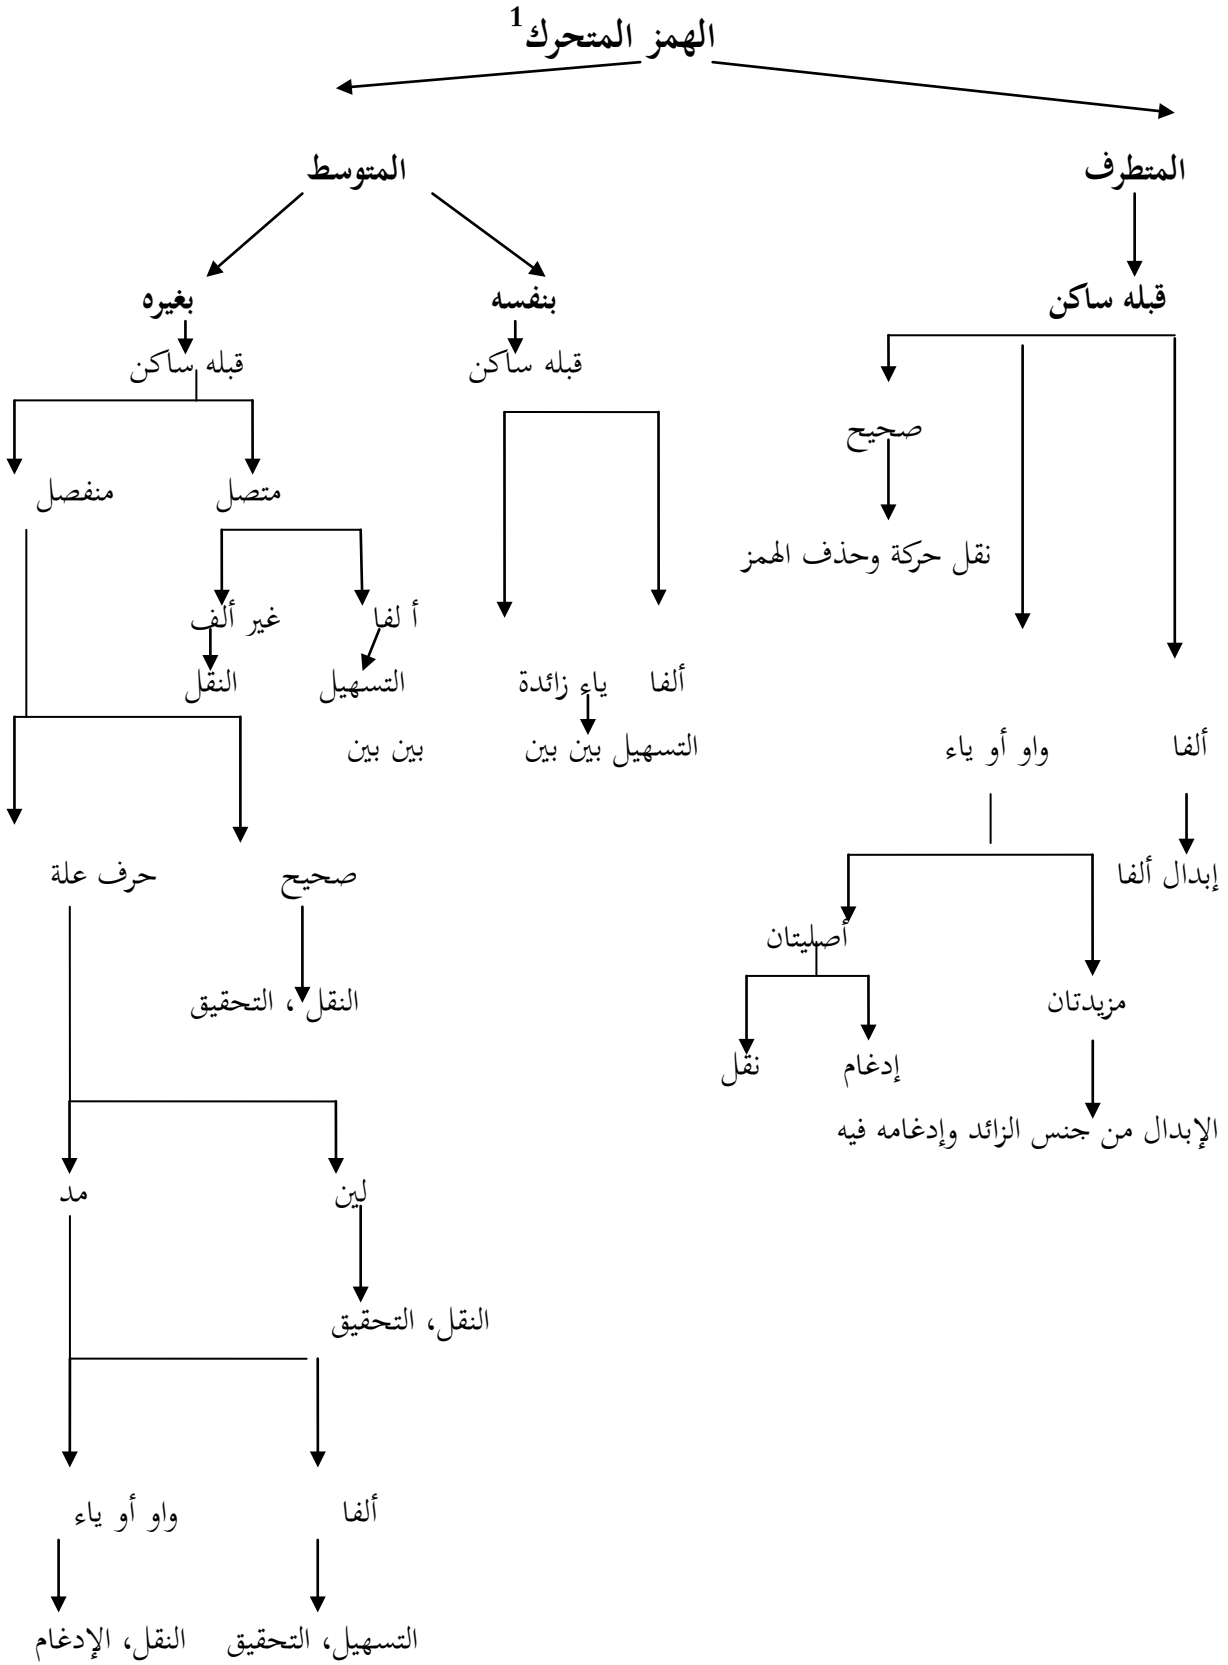 الهمز المتحرك1
المتطرف
المتوسط
قبله ساكن
بنفسه
بغيره
قبله ساكن
قبله ساكن
صحيح
متصل
منفصل
نقل حركة وحذف الهمز
أ لفا
غير ألف
ألفا
ياء زائدة
التسهيل
النقل
ألفا
واو أو ياء
التسهيل بين بين
بين بين
إبدال ألفا
صحيح
حرف علة
أصليتان
مزيدتان
النقل ، التحقيق
إدغام
نقل
الإبدال من جنس الزائد وإدغامه فيه
لين
مد
النقل، التحقيق
ألفا
واو أو ياء
التسهيل، التحقيق
النقل، الإدغام